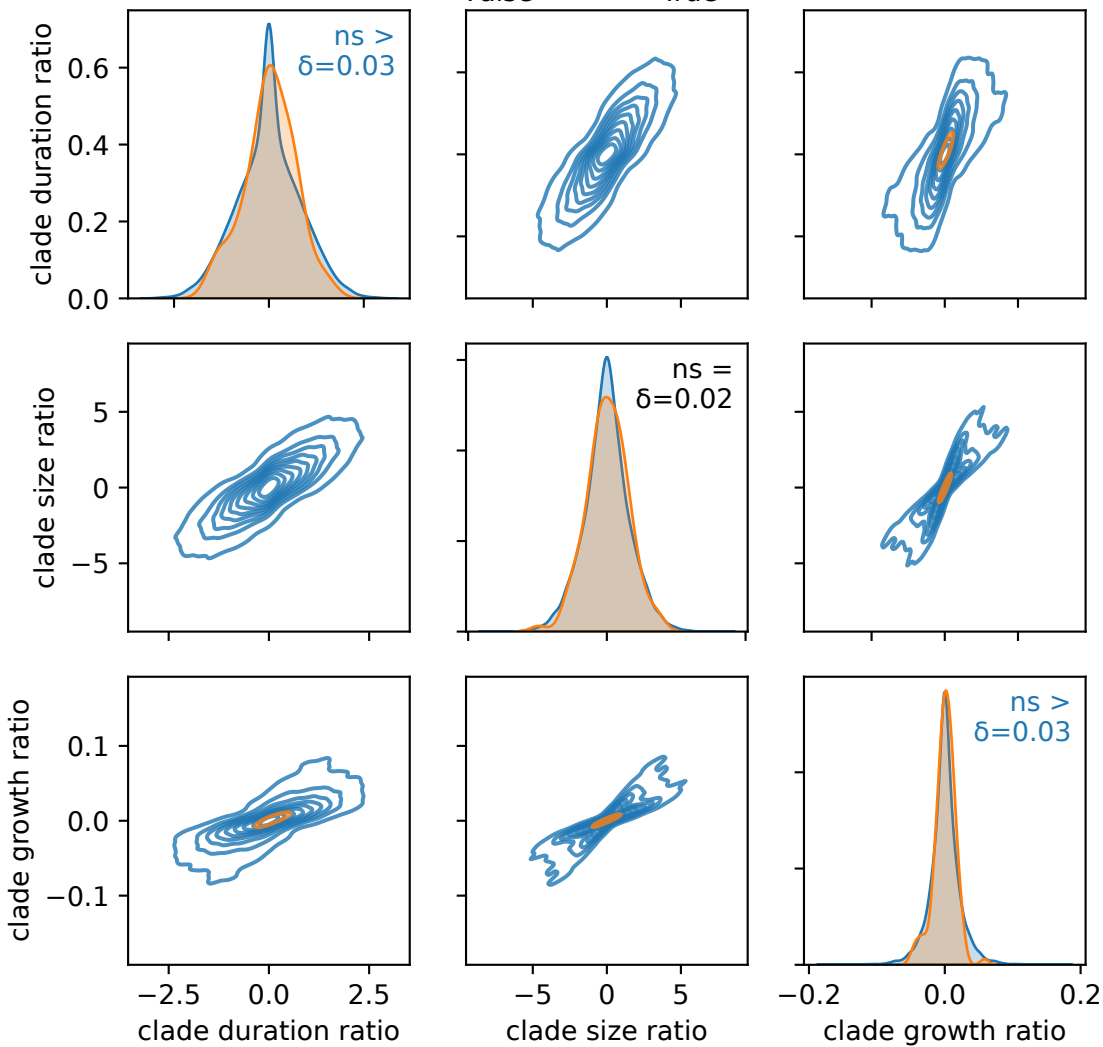 ns >
δ=0.03
clade duration ratio
0.6
0.4
0.2
0.0
−5
0
5
ns =
δ=0.02
clade size ratio
5
0
−5
ns >
δ=0.03
clade growth ratio
0.1
0.0
−0.1
−2.5
0.0
2.5
−0.2
0.0
0.2
clade duration ratio
clade size ratio
clade growth ratio